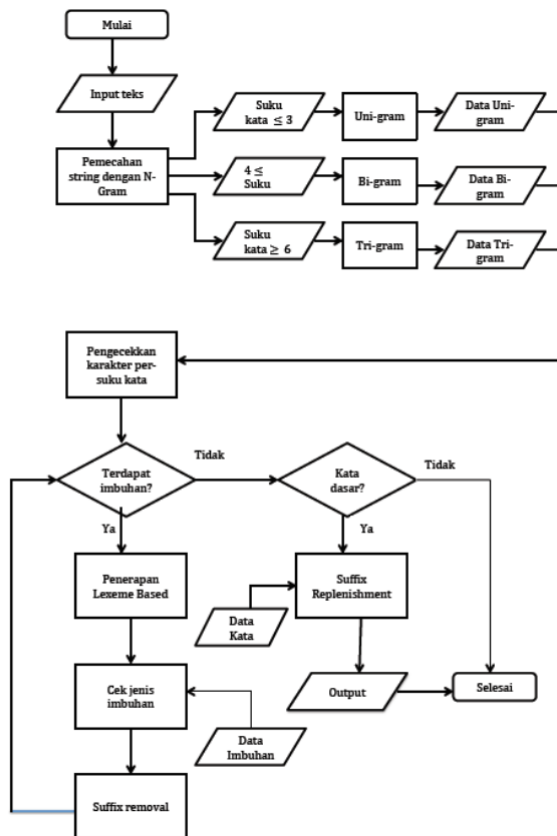 Mulai
Input teks
Pemecahan
string dengan N-
Gram
Suku
kata ≤ 3
Uni-gram
Data Uni-
gram
4 ≤
Suku
Bi-gram
Data Bi-
gram
Suku
kata ≥ 6
Tri-gram
Data Tri-
gram
Pengecekkan
karakter per-
suku kata
Terdapat
imbuhan?
Tidak
Kata
dasar?
Tidak
Ya
Ya
Penerapan
Lexeme Based
Suffix
Replenishment
Data
Kata
Cek jenis
imbuhan
Output
Selesai
Data
Imbuhan
Suffix removal